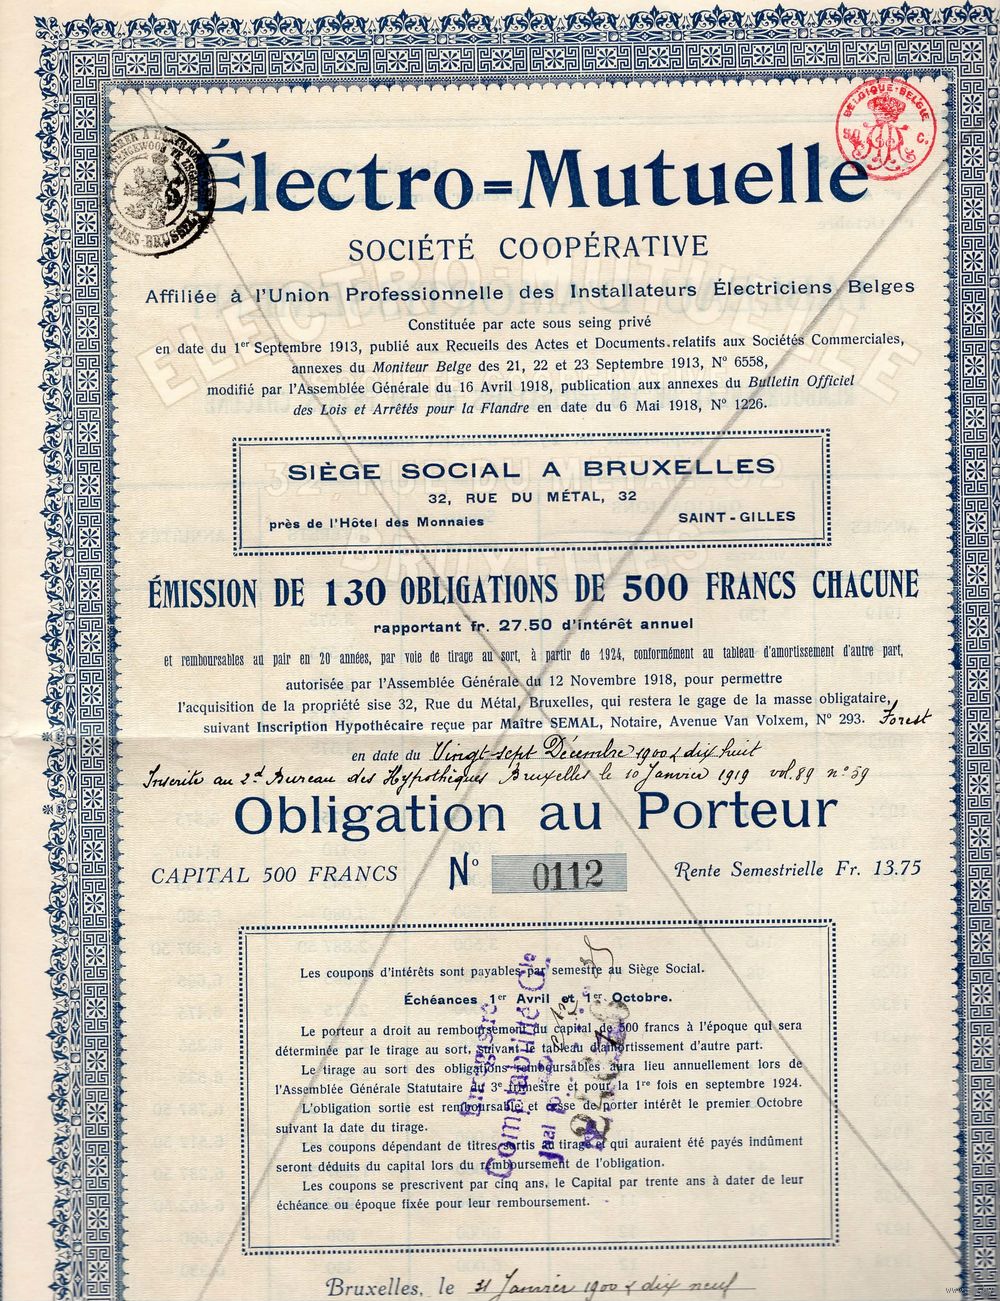 BELGIQUE-BELGIE
50 C.
Électro=Mutuelle
SOCIÉTÉ COOPÉRATIVE
Affiliée à l'Union Professionnelle des Installateurs Électriciens Belges
Constituée par acte sous seing privé
en date du 1er Septembre 1913, publié aux Recueils des Actes et Documents relatifs aux Sociétés Commerciales,
annexes du Moniteur Belge des 21, 22 et 23 Septembre 1913, N° 6558,
modifié par l'Assemblée Générale du 16 Avril 1918, publication aux annexes du Bulletin Officiel
des Lois et Arrêtés pour la Flandre en date du 6 Mai 1918, N° 1226.
ELECTRO-MUTUELLE
SIÈGE SOCIAL A BRUXELLES
32, RUE DU MÉTAL, 32
près de l'Hôtel des Monnaies SAINT-GILLES
32, RUE DU METAL, 32
BRUXELLES
ÉMISSION DE 130 OBLIGATIONS DE 500 FRANCS CHACUNE
rapportant fr. 27.50 d'intérêt annuel
et remboursables au pair en 20 années, par voie de tirage au sort, à partir de 1924, conformément au tableau d'amortissement d'autre part,
autorisée par l'Assemblée Générale du 12 Novembre 1918, pour permettre
l'acquisition de la propriété sise 32, Rue du Métal, Bruxelles, qui restera le gage de la masse obligataire,
suivant Inscription Hypothécaire reçue par Maître SEMAL, Notaire, Avenue Van Volxem, N° 293. Forest
en date du Vingt-sept Décembre 1900 & dix huit
Inscrite au 2d Bureau des Hypothèques Bruxelles le 10 Janvier 1919 vol. 89 n° 59
Obligation au Porteur
CAPITAL 500 FRANCS N° 0112 Rente Semestrielle Fr. 13.75
Les coupons d'intérêts sont payables par semestre au Siège Social.
Échéances 1er Avril et 1er Octobre.
Le porteur a droit au remboursement du capital de 500 francs à l'époque qui sera
déterminée par le tirage au sort, suivant le tableau d'amortissement d'autre part.
Le tirage au sort des obligations remboursables aura lieu annuellement lors de
l'Assemblée Générale Statutaire du 3e trimestre et pour la 1re fois en septembre 1924.
L'obligation sortie est remboursable et cesse de porter intérêt le premier Octobre
suivant la date du tirage.
Les coupons dépendant de titres sortis au tirage et qui auraient été payés indûment
seront déduits du capital lors du remboursement de l'obligation.
Les coupons se prescrivent par cinq ans, le Capital par trente ans à dater de leur
échéance ou époque fixée pour leur remboursement.
Enregistré
Comptabilité Gle
Bruxelles, le 31 Janvier 1900 & dix neuf